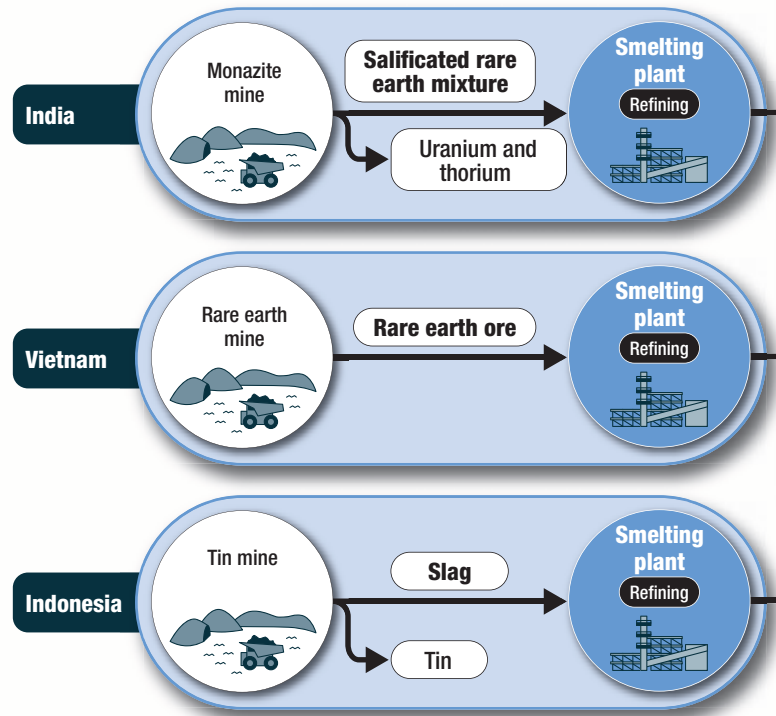 India
Monazite
mine
Salificated rare
earth mixture
Uranium and
thorium
Smelting
plant
Refining
Vietnam
Rare earth
mine
Rare earth ore
Smelting
plant
Refining
Indonesia
Tin mine
Slag
Tin
Smelting
plant
Refining